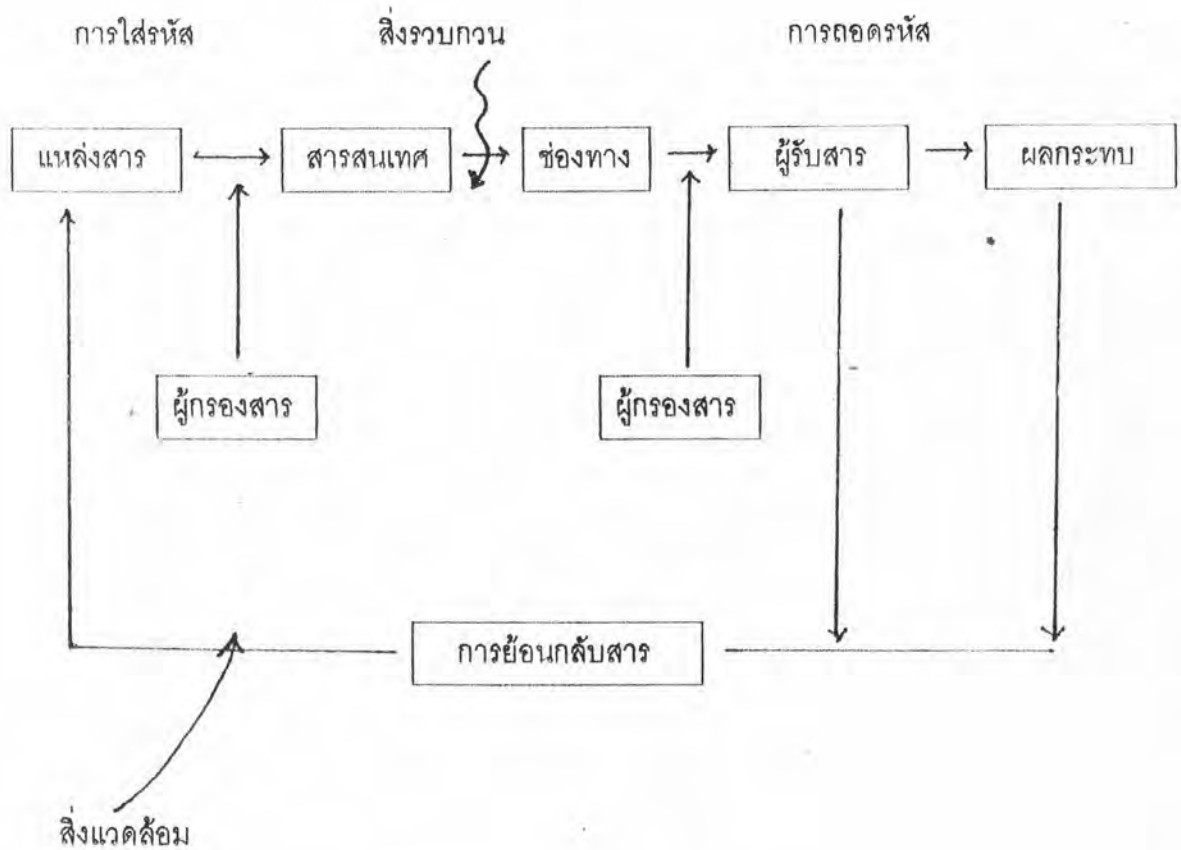 การใส่รหัส สิ่งรวบกวน การถอดรหัส
แหล่งสาร สารสนเทศ ช่องทาง ผู้รับสาร ผลกระทบ
ผู้กรองสาร ผู้กรองสาร
การย้อนกลับสาร
สิ่งแวดล้อม